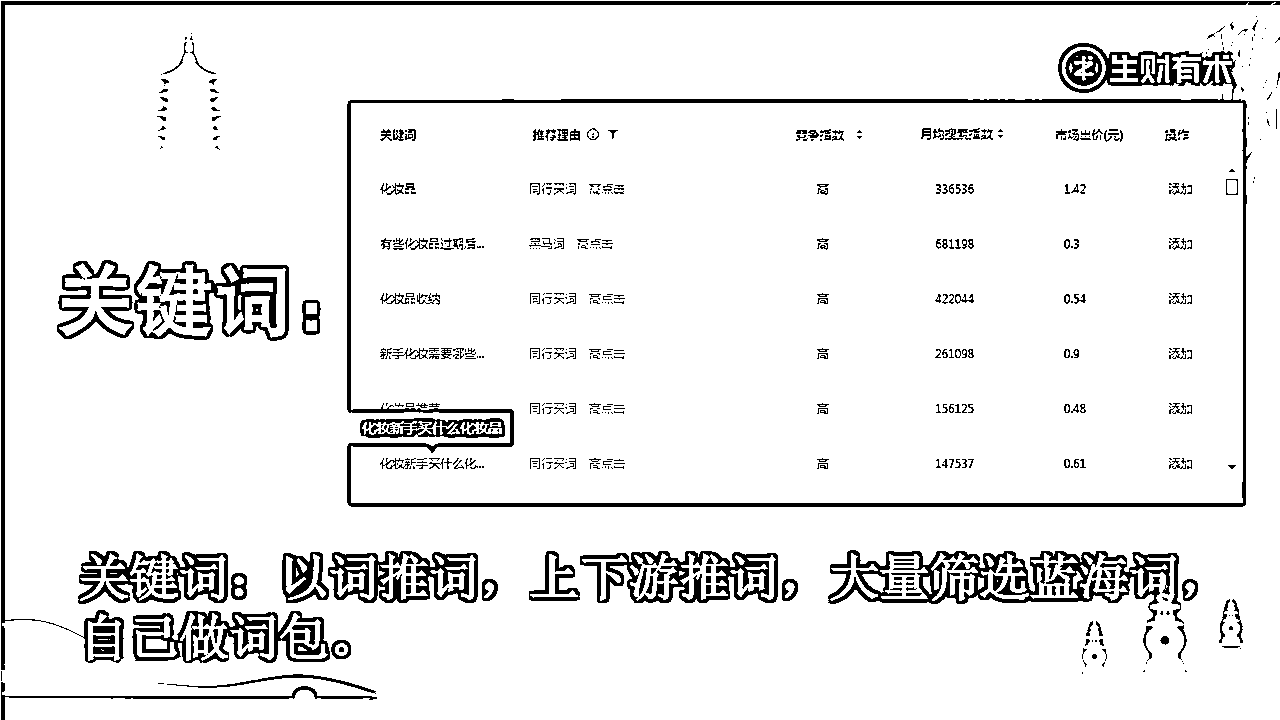 生财有术
关键词 推荐理由 竞争指数 月均搜索指数 市场出价(元) 操作
化妆品 同行买词 高点击 高 336536 1.42 添加
有些化妆品过期后... 黑马词 高点击 高 681198 0.3 添加
化妆品收纳 同行买词 高点击 高 422044 0.54 添加
关键词：
新手化妆需要哪些... 同行买词 高点击 高 261098 0.9 添加
化妆品推荐 同行买词 高点击 高 156125 0.48 添加
化妆新手买什么化妆品
化妆新手买什么化... 同行买词 高点击 高 147537 0.61 添加
关键词：以词推词，上下游推词，大量筛选蓝海词，
自己做词包。